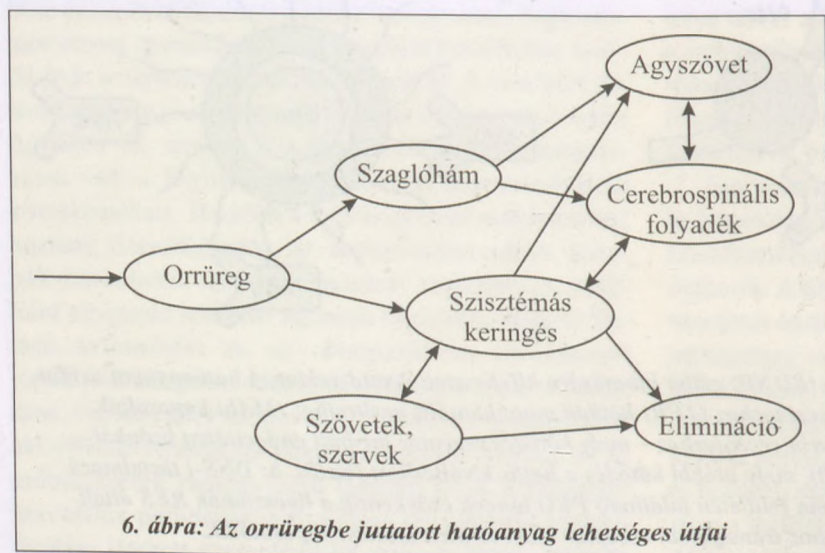 Agyszövet
Szaglóhám
Cerebrospinális
folyadék
Orrüreg
Szisztémás
keringés
Szövetek,
szervek
Elimináció
6. ábra: Az orrüregbe juttatott hatóanyag lehetséges útjai